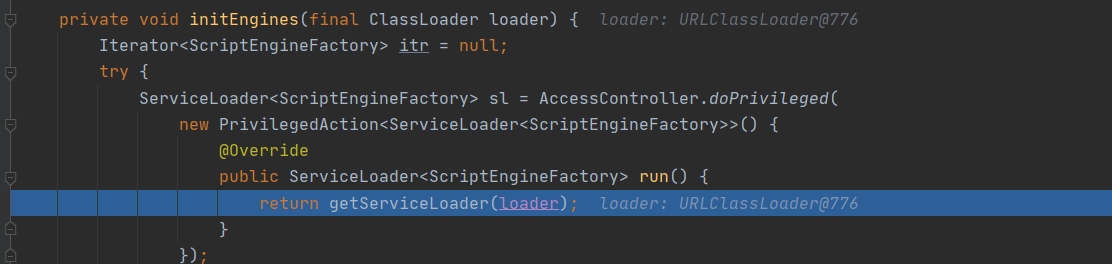 private void initEngines(final ClassLoader loader) {  loader: URLClassLoader@776
    Iterator<ScriptEngineFactory> itr = null;
    try {
        ServiceLoader<ScriptEngineFactory> sl = AccessController.doPrivileged(
            new PrivilegedAction<ServiceLoader<ScriptEngineFactory>>() {
                @Override
                public ServiceLoader<ScriptEngineFactory> run() {
                    return getServiceLoader(loader);  loader: URLClassLoader@776
                }
            });